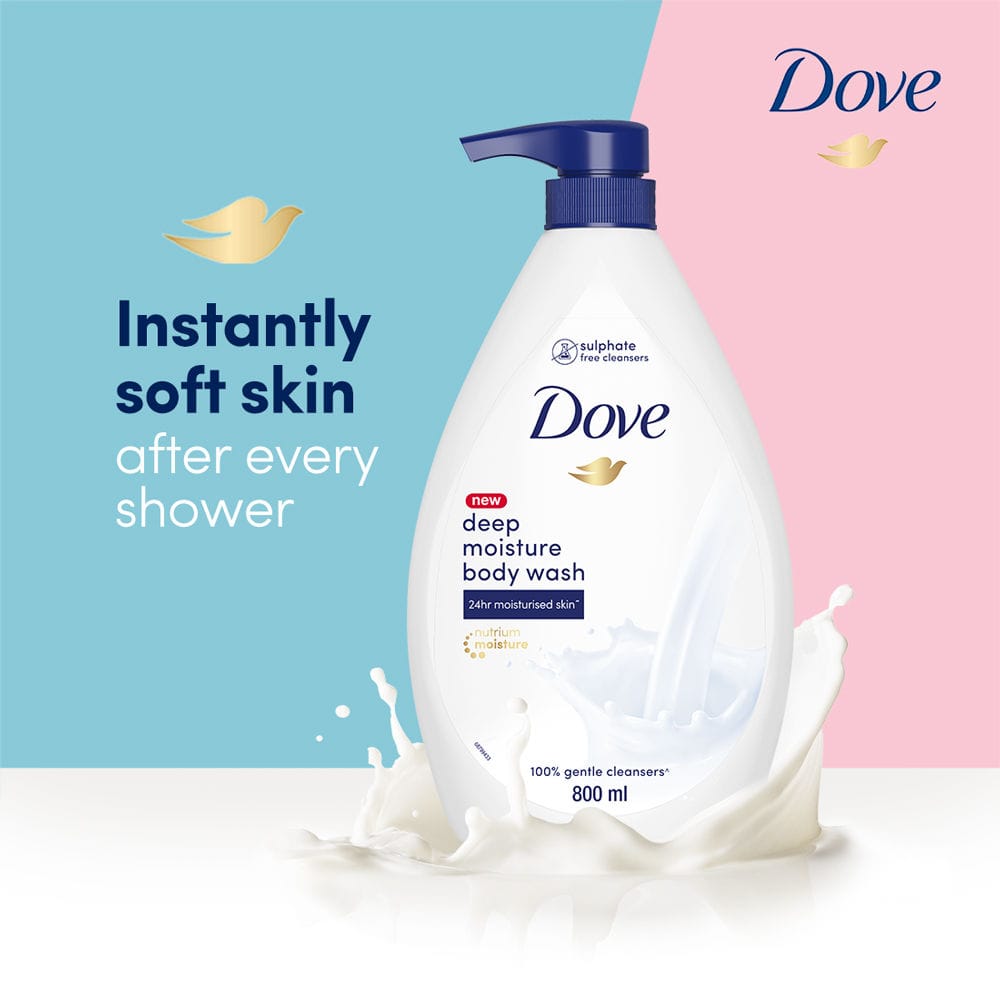 Dove
Instantly
soft skin
after every
shower
sulphate
free cleansers
Dove
new
deep
moisture
body wash
24hr moisturised skin~
nutrium
moisture
100% gentle cleansers^
800 ml